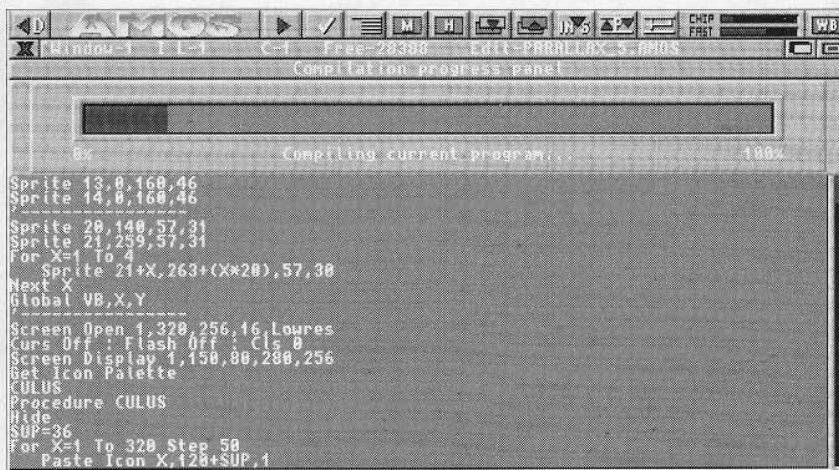 AMOS
M H INS CHIP FAST WB
Window-1 I L-1 C-1 Free-28388 Edit-PARALLAX_5.AMOS
Compilation progress panel
0% Compiling current program... 100%
Sprite 13,0,160,46
Sprite 14,0,160,46
'-----------------
Sprite 20,140,57,31
Sprite 21,259,57,31
For X=1 To 4
Sprite 21+X,263+(X*20),57,30
Next X
Global VB,X,Y
'-----------------
Screen Open 1,320,256,16,Lowres
Curs Off : Flash Off : Cls 0
Screen Display 1,150,80,280,256
Get Icon Palette
CULUS
Procedure CULUS
Hide
SUP=36
For X=1 To 320 Step 50
Paste Icon X,120+SUP,1